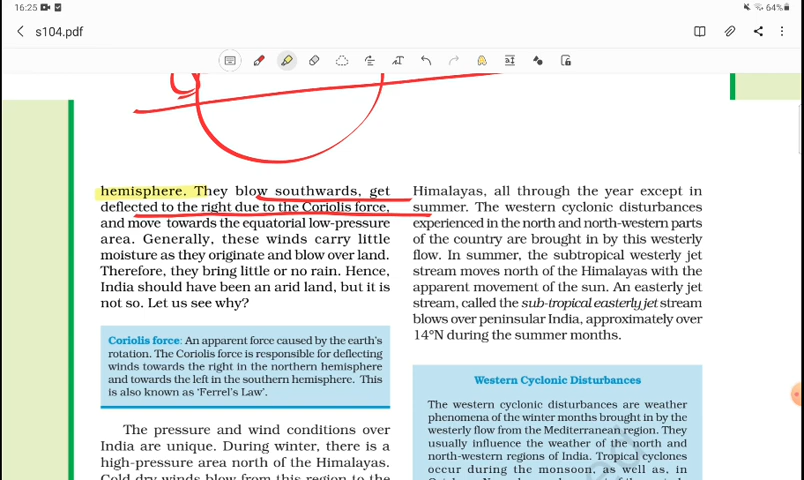 16:25
64%
s104.pdf
hemisphere. They blow southwards, get
deflected to the right due to the Coriolis force,
and move towards the equatorial low-pressure
area. Generally, these winds carry little
moisture as they originate and blow over land.
Therefore, they bring little or no rain. Hence,
India should have been an arid land, but it is
not so. Let us see why?
Coriolis force: An apparent force caused by the earth's
rotation. The Coriolis force is responsible for deflecting
winds towards the right in the northern hemisphere
and towards the left in the southern hemisphere. This
is also known as 'Ferrel's Law'.
The pressure and wind conditions over
India are unique. During winter, there is a
high-pressure area north of the Himalayas.
Cold dry winds blow from this region to the
Himalayas, all through the year except in
summer. The western cyclonic disturbances
experienced in the north and north-western parts
of the country are brought in by this westerly
flow. In summer, the subtropical westerly jet
stream moves north of the Himalayas with the
apparent movement of the sun. An easterly jet
stream, called the sub-tropical easterly jet stream
blows over peninsular India, approximately over
14°N during the summer months.
Western Cyclonic Disturbances
The western cyclonic disturbances are weather
phenomena of the winter months brought in by the
westerly flow from the Mediterranean region. They
usually influence the weather of the north and
north-western regions of India. Tropical cyclones
occur during the monsoon, as well as, in